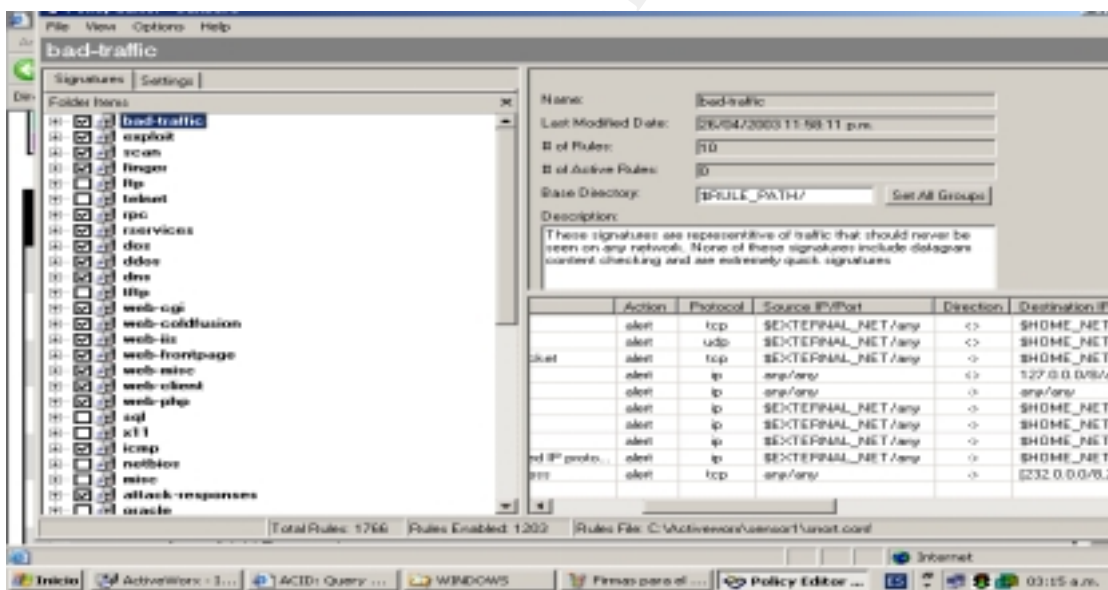 File View Options Help
bad-traffic
Signatures Settings
Folder Items
bad-traffic
exploit
scan
finger
ftp
telnet
rpc
rservices
dos
ddos
dns
tftp
web-cgi
web-coldfusion
web-iis
web-frontpage
web-misc
web-client
web-php
sql
x11
icmp
netbios
misc
attack-responses
oracle
Name: bad-traffic
Last Modified Date: 26/04/2003 11:58:11 p.m.
# of Rules: 10
# of Active Rules: 0
Base Directory: $RULE_PATH/ Set All Groups
Description:
These signatures are representitive of traffic that should never be
seen on any network. None of these signatures include datagram
content checking and are extremely quick signatures
Action Protocol Source IP/Port Direction Destination IP
alert tcp $EXTERNAL_NET/any <> $HOME_NET
alert udp $EXTERNAL_NET/any <> $HOME_NET
alert tcp $EXTERNAL_NET/any $HOME_NET
alert ip any/any <> 127.0.0.0/8/
alert ip any/any any/any
alert ip $EXTERNAL_NET/any $HOME_NET
alert ip $EXTERNAL_NET/any $HOME_NET
alert ip $EXTERNAL_NET/any $HOME_NET
ed IP proto... alert ip $EXTERNAL_NET/any $HOME_NET
alert tcp any/any [232.0.0.0/8,
Total Rules: 1766 Rules Enabled: 1203 Rules File: C:\Activeworx\sensor1\snort.conf
Internet
Inicio ActiveWorx - I... ACID: Query ... WINDOWS Firmas para el ... Policy Editor ... ES 03:15 a.m.